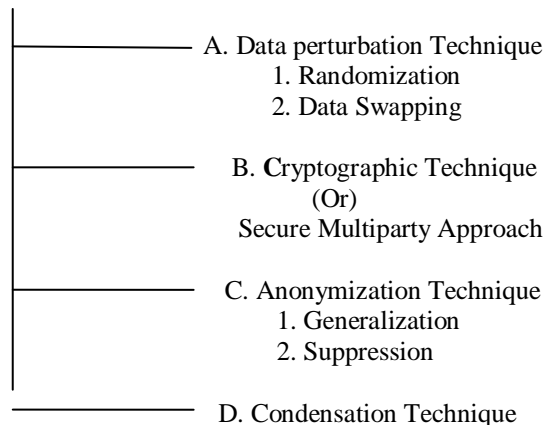 A. Data perturbation Technique
1. Randomization
2. Data Swapping
B. Cryptographic Technique
(Or)
Secure Multiparty Approach
C. Anonymization Technique
1. Generalization
2. Suppression
D. Condensation Technique